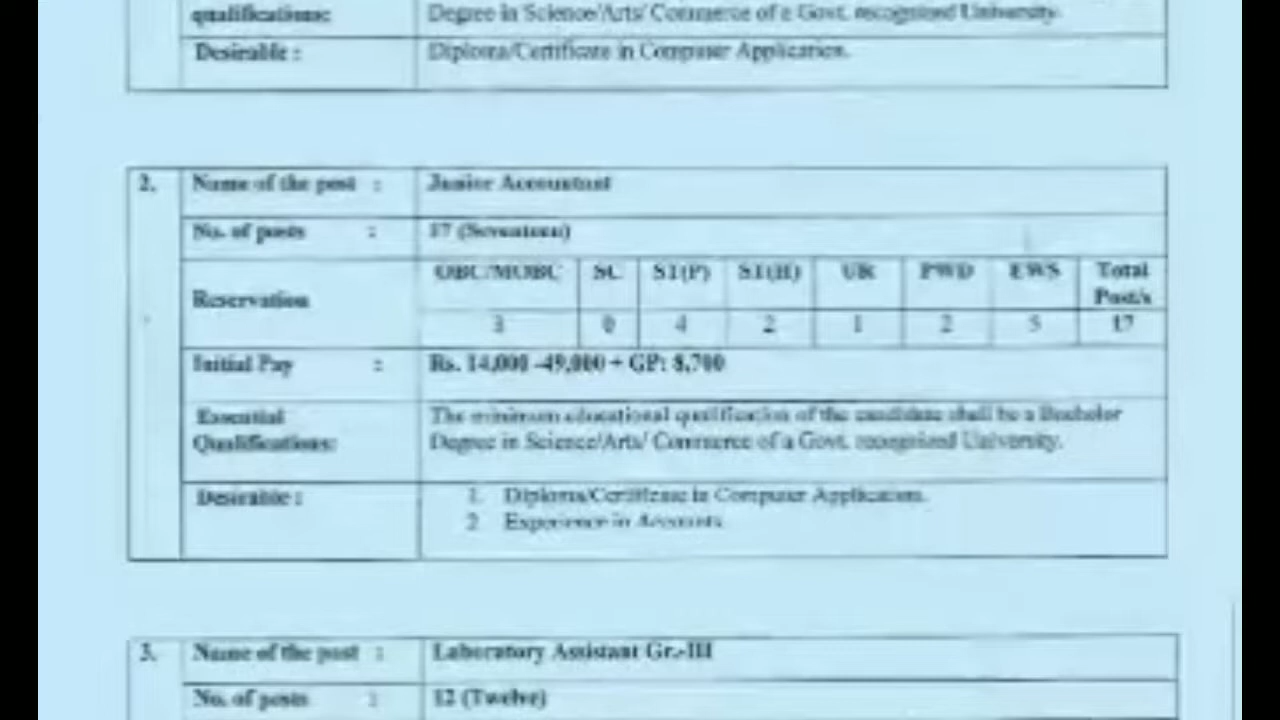 qualifications: Degree in Science/Arts/ Commerce of a Govt. recognised University.
Desirable : Diploma/Certificate in Computer Application.
2. Name of the post : Junior Accountant
No. of posts : 17 (Seventeen)
Reservation
OBC/MOBC SC ST(P) ST(H) UR PWD EWS Total Post/s
3 0 4 2 1 2 5 17
Initial Pay : Rs. 14,000 -49,000 + GP: 8,700
Essential Qualifications: The minimum educational qualification of the candidate shall be a Bachelor
Degree in Science/Arts/ Commerce of a Govt. recognised University.
Desirable : 1. Diploma/Certificate in Computer Application.
2. Experience in Accounts.
3. Name of the post : Laboratory Assistant Gr.-III
No. of posts : 12 (Twelve)